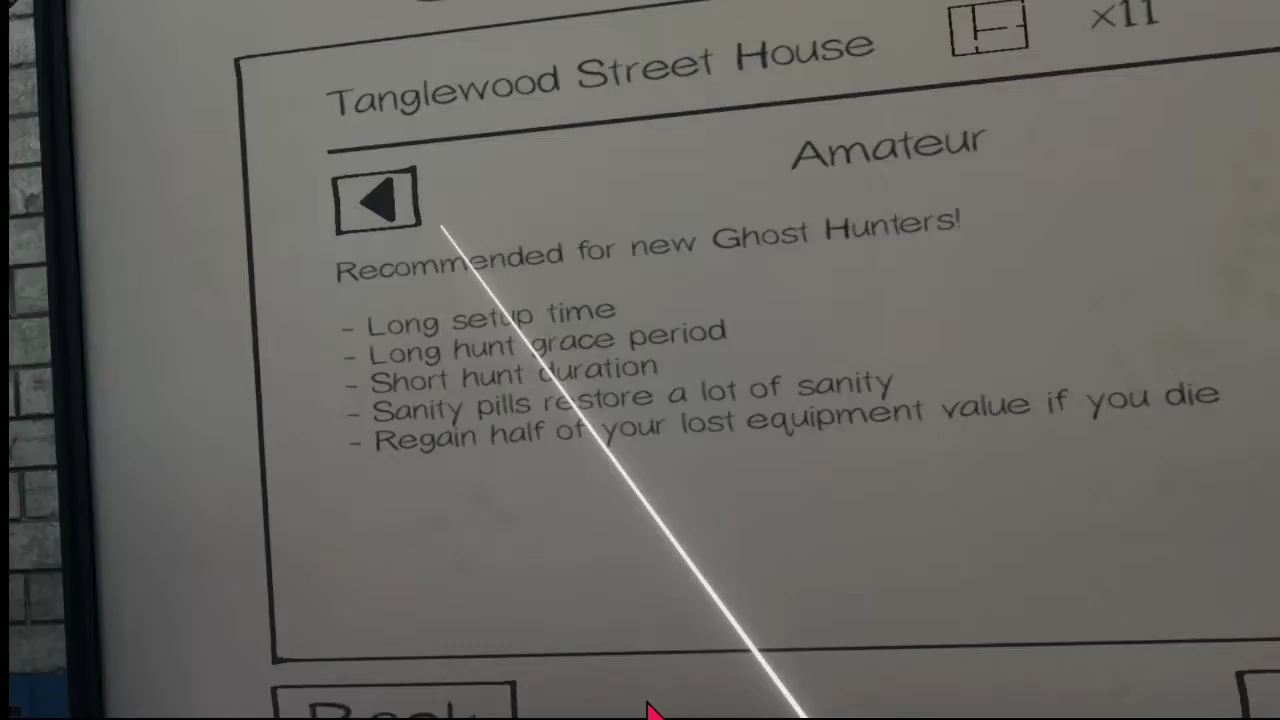 Tanglewood Street House x11
Amateur
Recommended for new Ghost Hunters!
- Long setup time
- Long hunt grace period
- Short hunt duration
- Sanity pills restore a lot of sanity
- Regain half of your lost equipment value if you die
Back